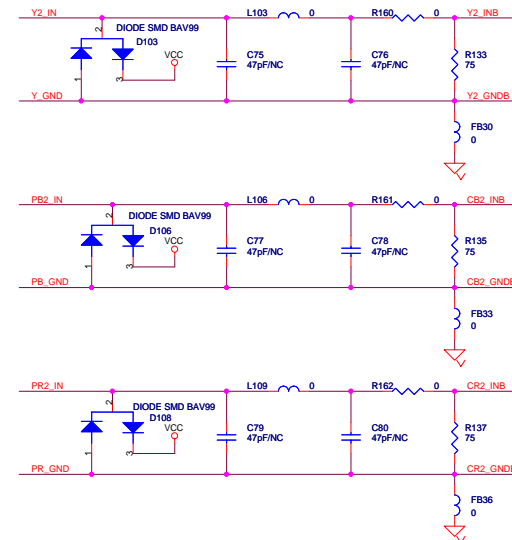 Y2_IN
DIODE SMD BAV99
L103
0
R160
0
Y2_INB
2
D103
VCC
C75
47pF/NC
C76
47pF/NC
R133
75
1
3
Y_GND
Y2_GNDB
FB30
0
PB2_IN
L106
0
R161
0
CB2_INB
2
DIODE SMD BAV99
D106
VCC
C77
47pF/NC
C78
47pF/NC
R135
75
1
3
PB_GND
CB2_GNDB
FB33
0
PR2_IN
L109
0
R162
0
CR2_INB
2
DIODE SMD BAV99
D108
VCC
C79
47pF/NC
C80
47pF/NC
R137
75
1
3
PR_GND
CR2_GNDB
FB36
0